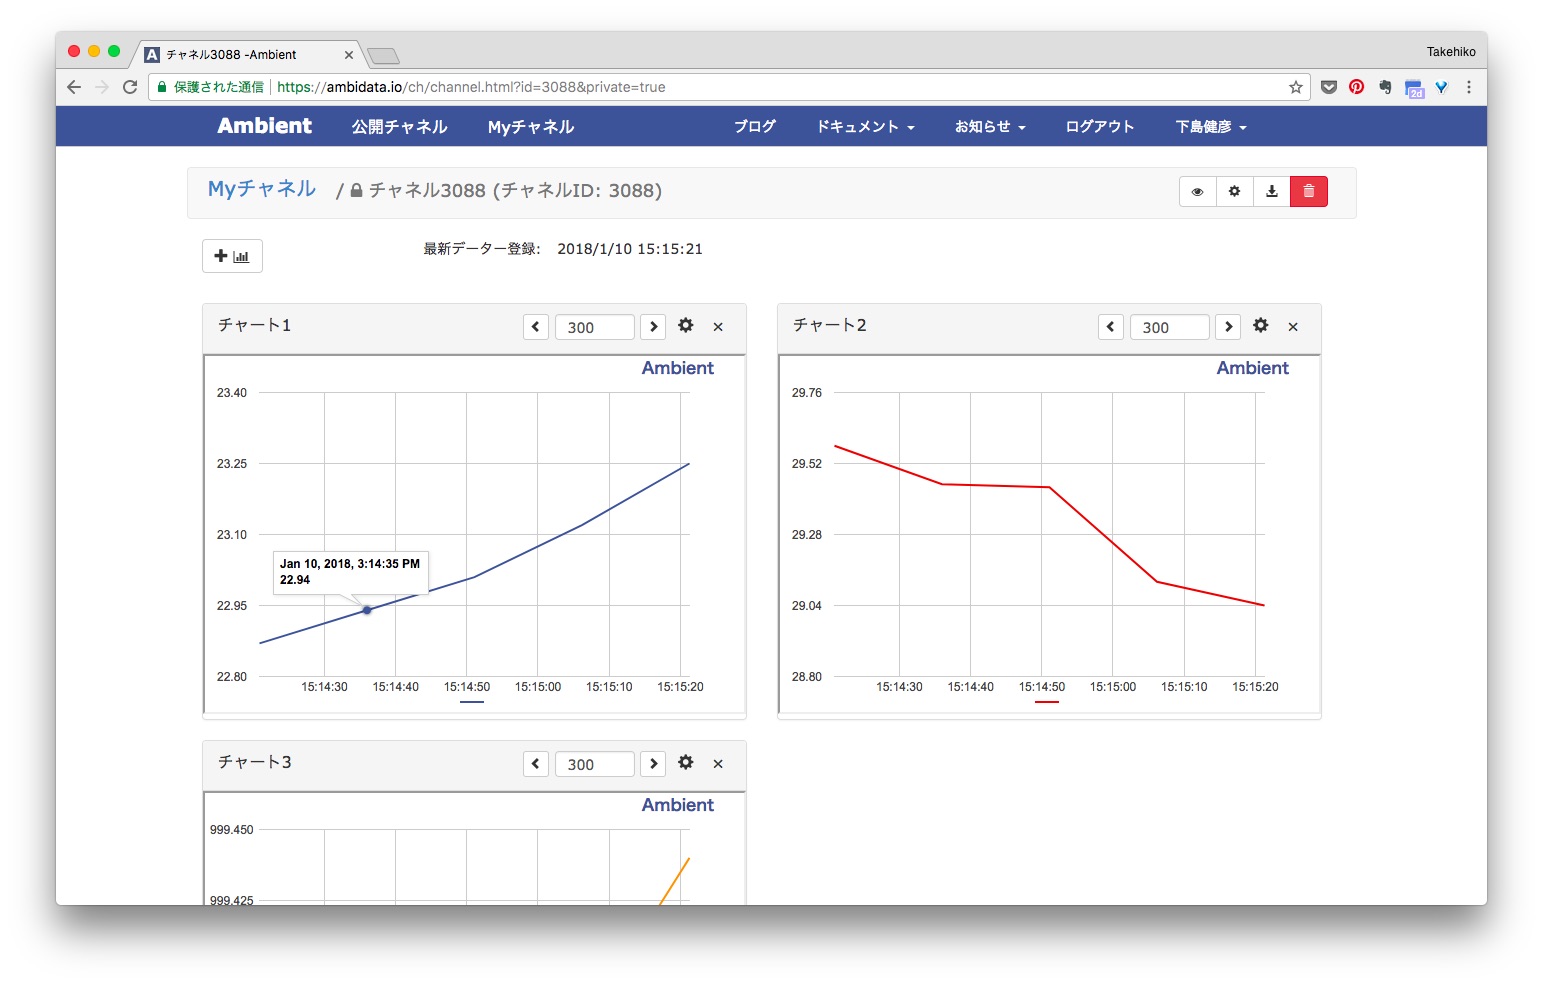 チャネル3088 -Ambient
Takehiko
保護された通信 https://ambidata.io/ch/channel.html?id=3088&private=true
2d
Ambient 公開チャネル Myチャネル ブログ ドキュメント お知らせ ログアウト 下島健彦
Myチャネル / チャネル3088 (チャネルID: 3088)
最新データー登録: 2018/1/10 15:15:21
チャート1 300
Ambient
23.40
23.25
23.10
Jan 10, 2018, 3:14:35 PM
22.94
22.95
22.80
15:14:30 15:14:40 15:14:50 15:15:00 15:15:10 15:15:20
チャート2 300
Ambient
29.76
29.52
29.28
29.04
28.80
15:14:30 15:14:40 15:14:50 15:15:00 15:15:10 15:15:20
チャート3 300
Ambient
999.450
999.425